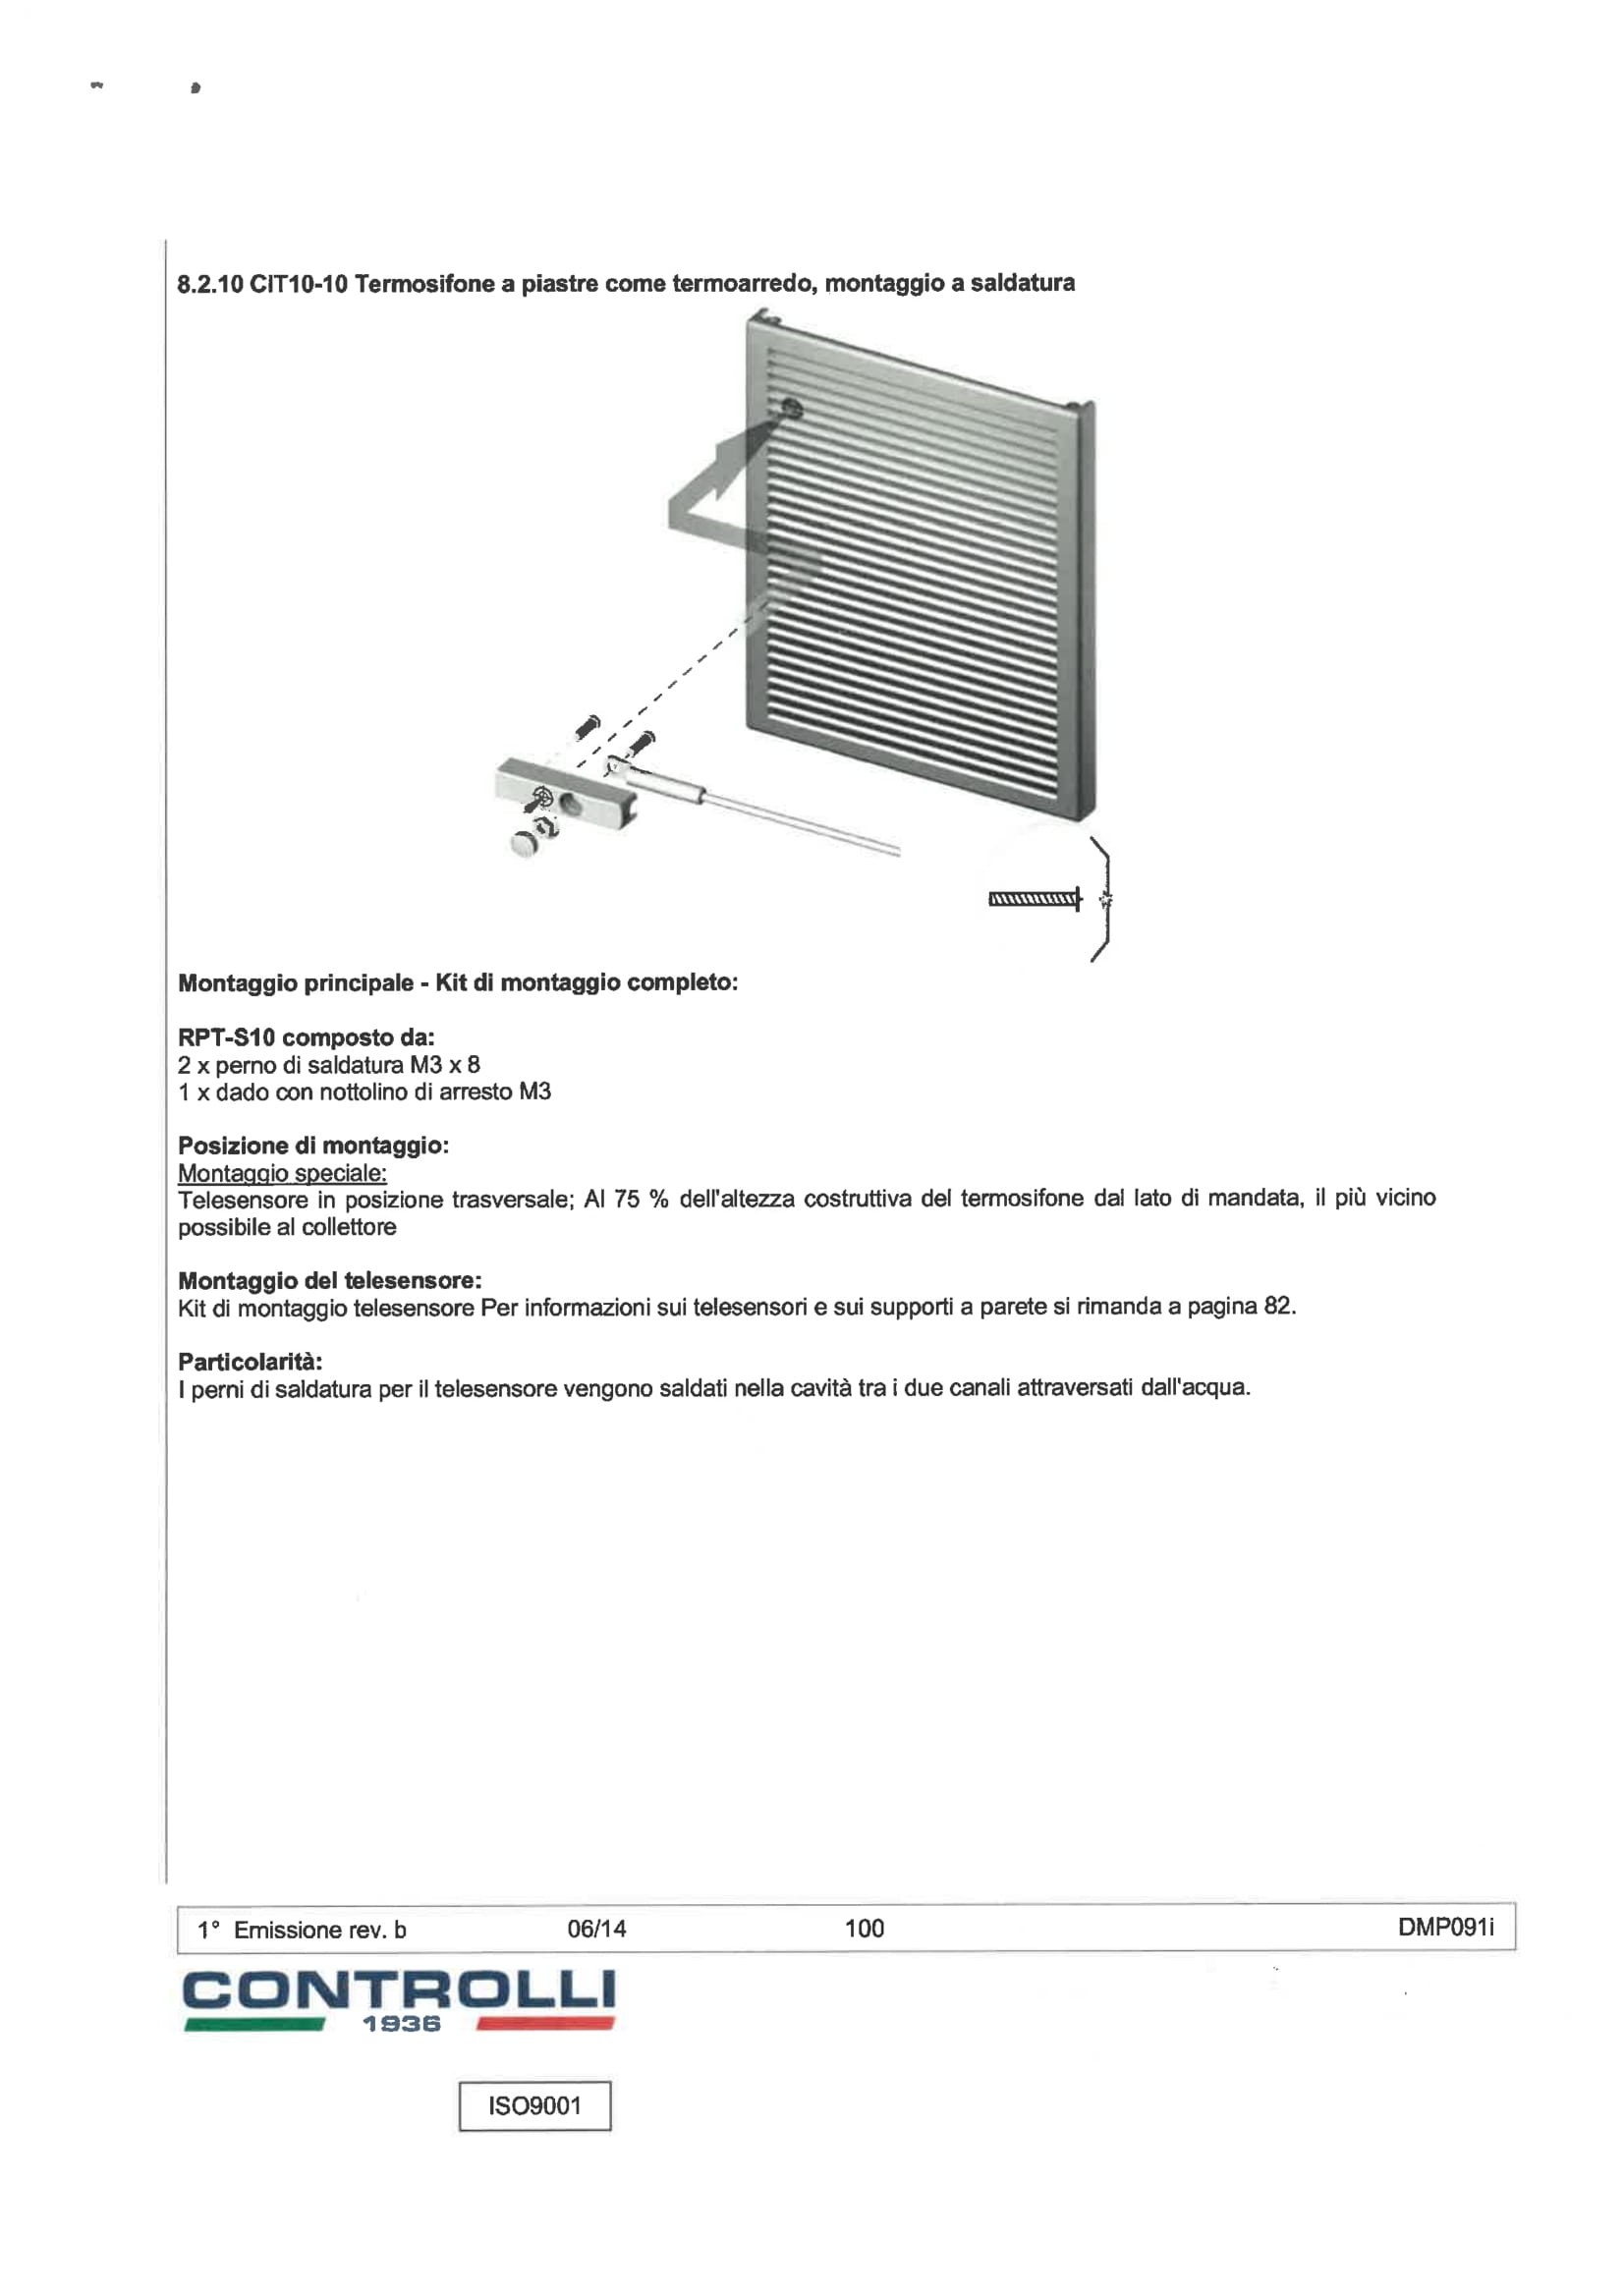 8.2.10 CIT10-10 Termosifone a piastre come termoarredo, montaggio a saldatura
Montaggio principale - Kit di montaggio completo:
RPT-S10 composto da:
2 x perno di saldatura M3 x 8
1 x dado con nottolino di arresto M3
Posizione di montaggio:
Montaggio speciale:
Telesensore in posizione trasversale; Al 75 % dell'altezza costruttiva del termosifone dal lato di mandata, il più vicino
possibile al collettore
Montaggio del telesensore:
Kit di montaggio telesensore Per informazioni sui telesensori e sui supporti a parete si rimanda a pagina 82.
Particolarità:
I perni di saldatura per il telesensore vengono saldati nella cavità tra i due canali attraversati dall'acqua.
1° Emissione rev. b 06/14 100 DMP091i
CONTROLLI
1936
ISO9001